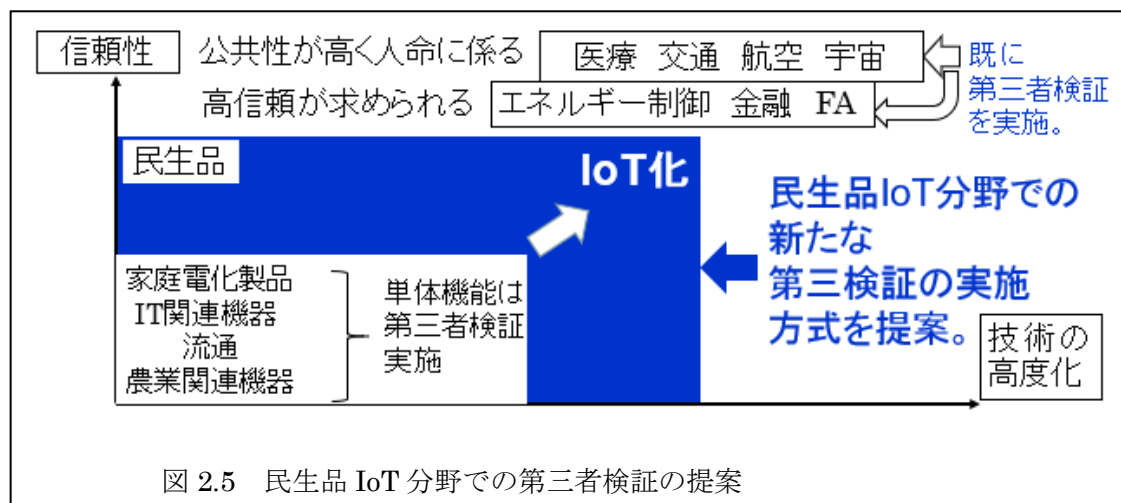 信頼性
公共性が高く人命に係る
医療 交通 航空 宇宙
高信頼が求められる
エネルギー制御 金融 FA
既に
第三者検証
を実施。
民生品
IoT化
家庭電化製品
IT関連機器
流通
農業関連機器
単体機能は
第三者検証
実施
民生品IoT分野での
新たな
第三検証の実施
方式を提案。
技術の
高度化
図 2.5 民生品 IoT 分野での第三者検証の提案